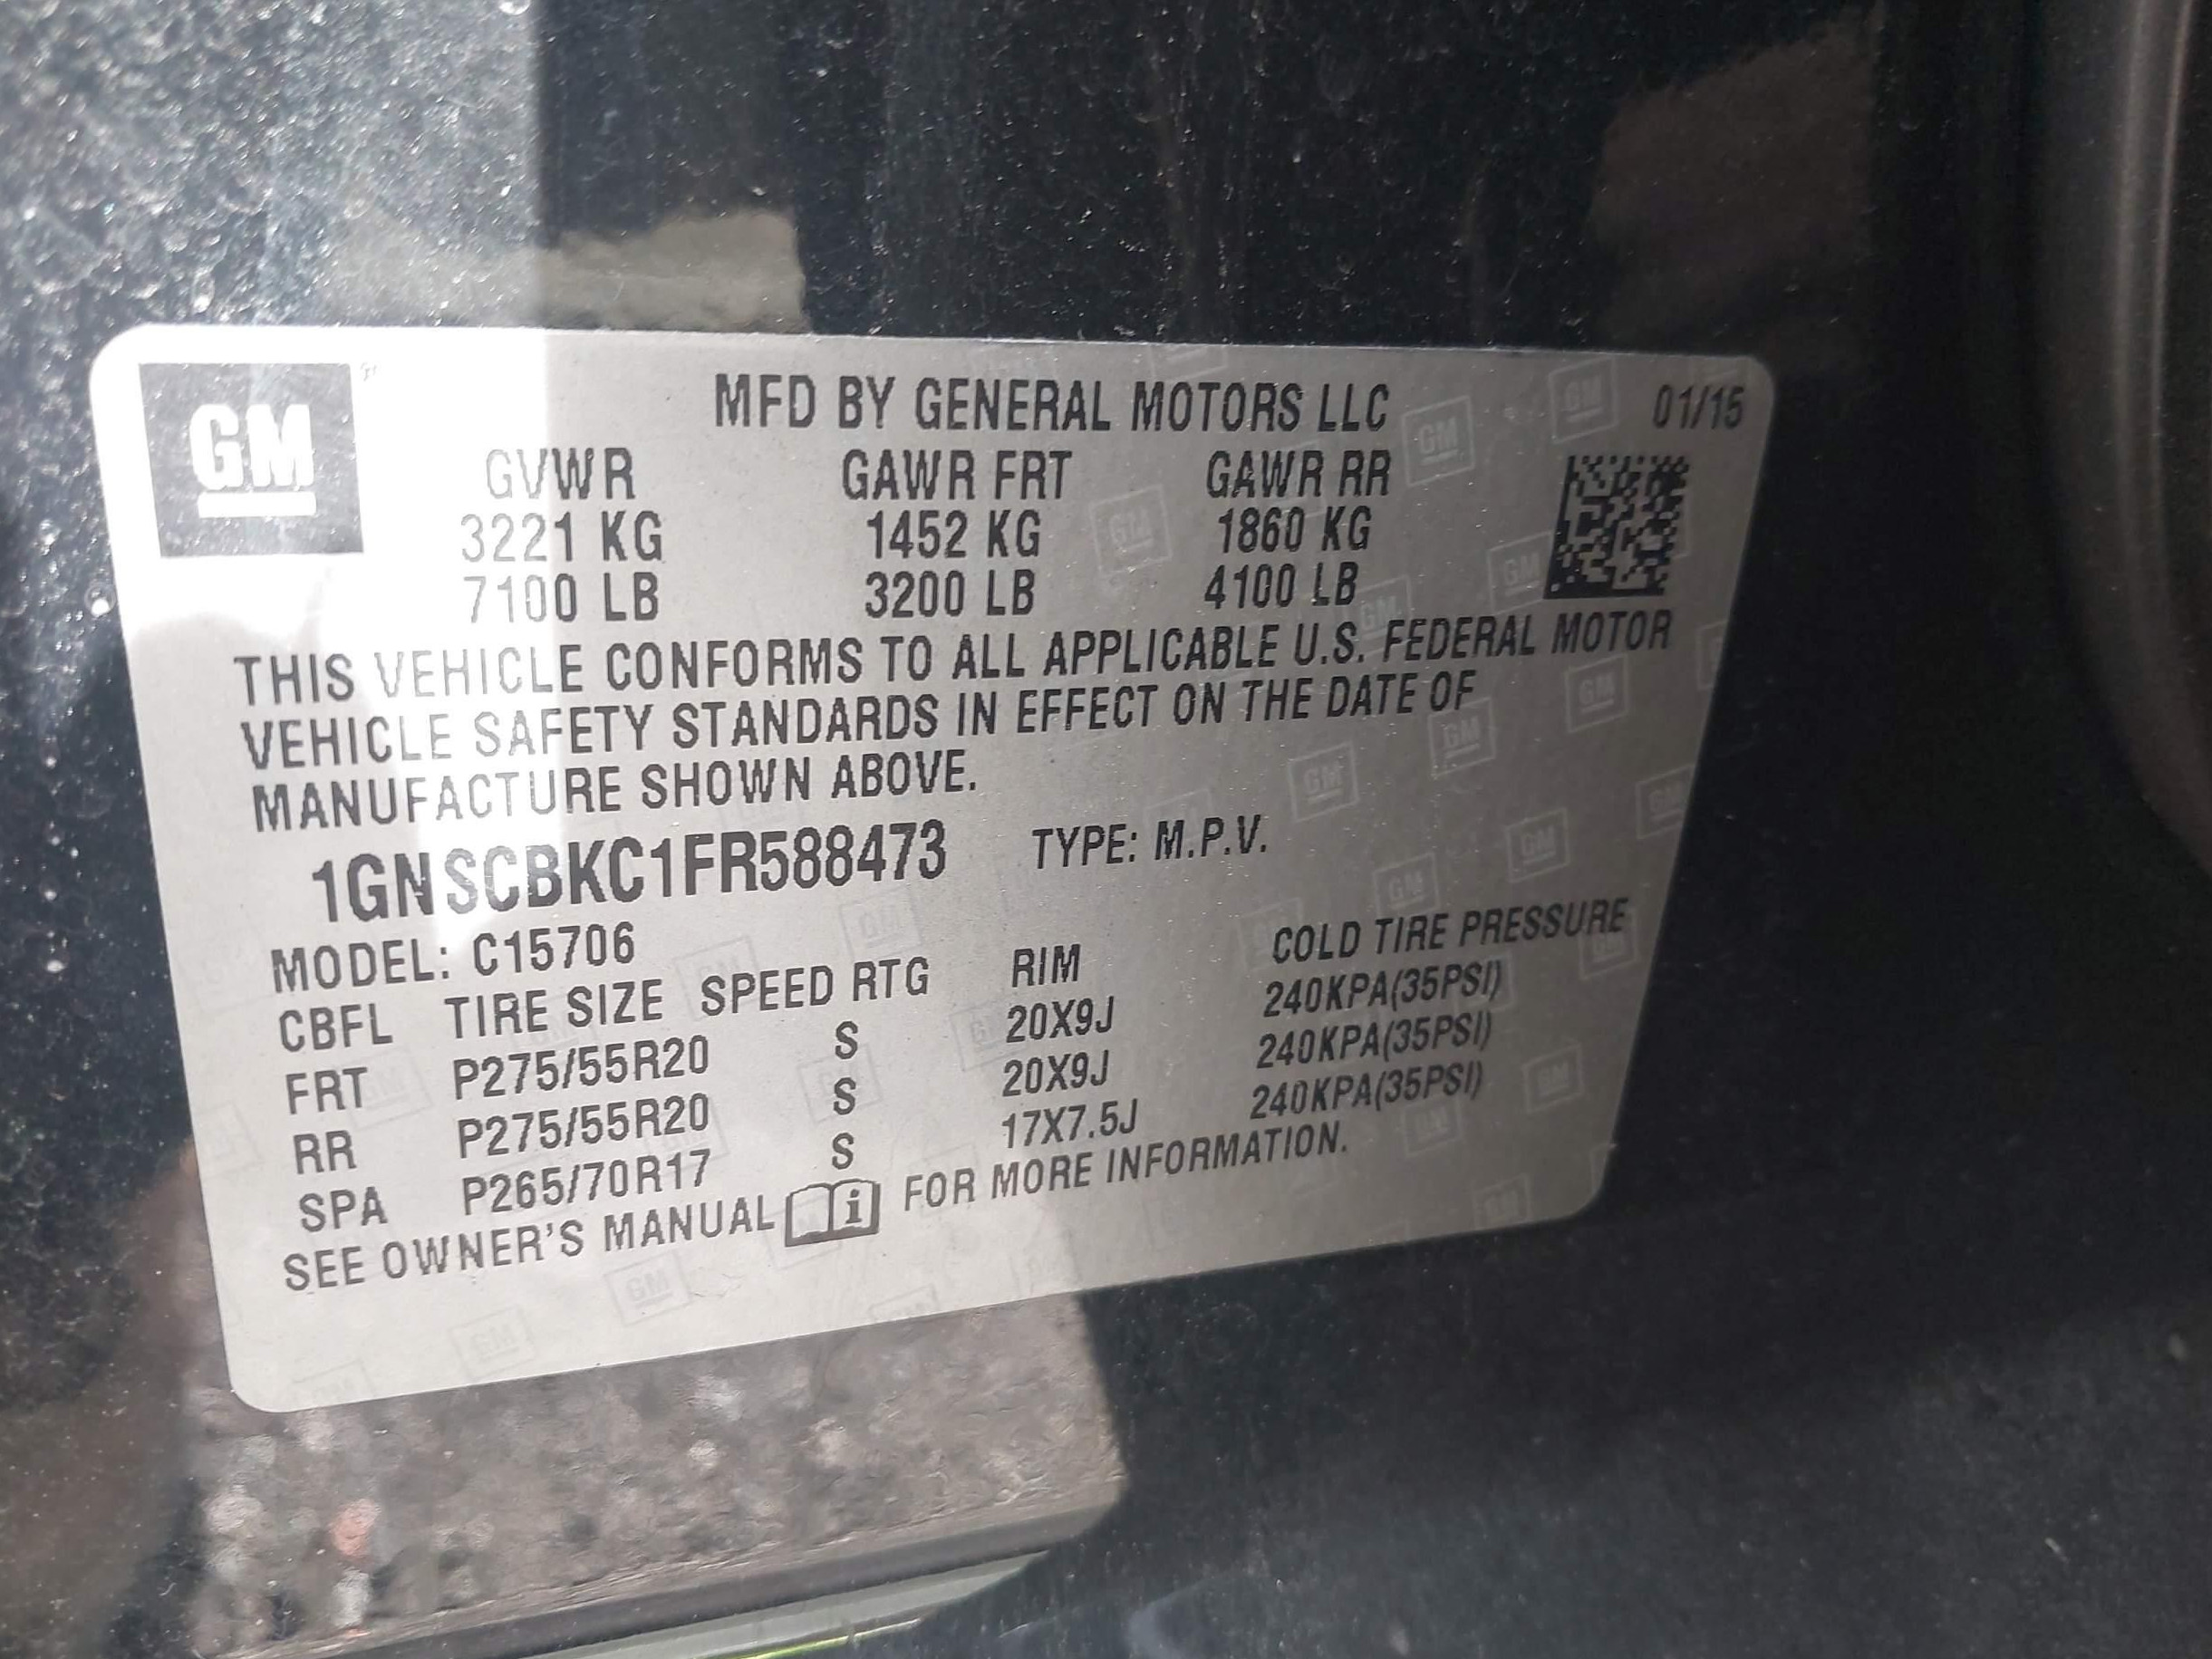 GM
MFD BY GENERAL MOTORS LLC 01/15
GVWR GAWR FRT GAWR RR
3221 KG 1452 KG 1860 KG
7100 LB 3200 LB 4100 LB
THIS VEHICLE CONFORMS TO ALL APPLICABLE U.S. FEDERAL MOTOR
VEHICLE SAFETY STANDARDS IN EFFECT ON THE DATE OF
MANUFACTURE SHOWN ABOVE.
1GNSCBKC1FR588473 TYPE: M.P.V.
MODEL: C15706
CBFL TIRE SIZE SPEED RTG RIM COLD TIRE PRESSURE
FRT P275/55R20 S 20X9J 240KPA(35PSI)
RR P275/55R20 S 20X9J 240KPA(35PSI)
SPA P265/70R17 S 17X7.5J 240KPA(35PSI)
SEE OWNER'S MANUAL i FOR MORE INFORMATION.